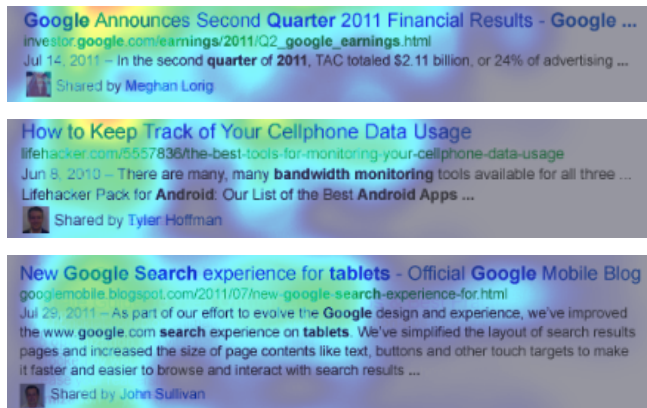 Google Announces Second Quarter 2011 Financial Results - Google ...
investor.google.com/earnings/2011/Q2_google_earnings.html
Jul 14, 2011 – In the second quarter of 2011, TAC totaled $2.11 billion, or 24% of advertising ...
Shared by Meghan Lorig
How to Keep Track of Your Cellphone Data Usage
lifehacker.com/5557836/the-best-tools-for-monitoring-your-cellphone-data-usage
Jun 8, 2010 – There are many, many bandwidth monitoring tools available for all three ...
Lifehacker Pack for Android: Our List of the Best Android Apps ...
Shared by Tyler Hoffman
New Google Search experience for tablets - Official Google Mobile Blog
googlemobile.blogspot.com/2011/07/new-google-search-experience-for.html
Jul 29, 2011 – As part of our effort to evolve the Google design and experience, we've improved
the www.google.com search experience on tablets. We've simplified the layout of search results
pages and increased the size of page contents like text, buttons and other touch targets to make
it faster and easier to browse and interact with search results ...
Shared by John Sullivan